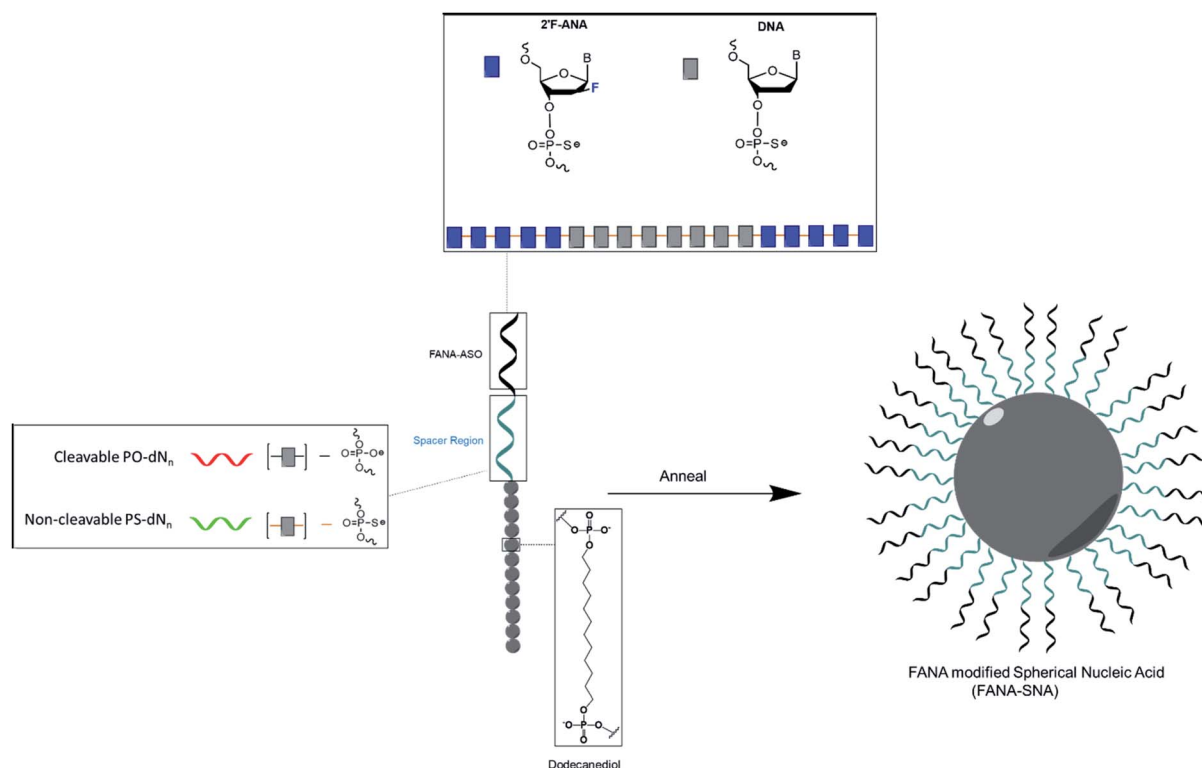 2'F-ANA
DNA
B
O
O
F
O
O
O=P-S⊖
O
B
O
O
O
O
O=P-S⊖
O
FANA-ASO
Spacer Region
Cleavable PO-dNn
O=P-O⊖
O
O
Non-cleavable PS-dNn
O=P-S⊖
O
O
Anneal
O
O-P-O-
O
O
-O-P-O
O
Dodecanediol
FANA modified Spherical Nucleic Acid
(FANA-SNA)